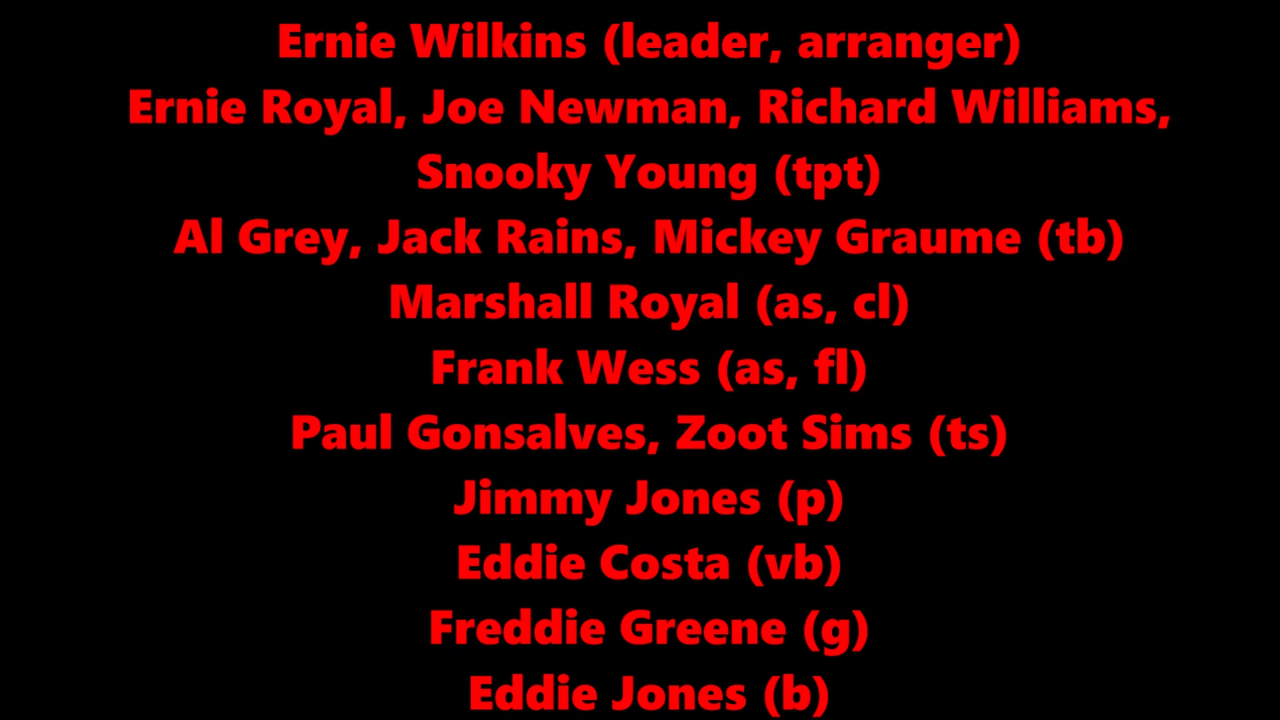 Ernie Wilkins (leader, arranger)
Ernie Royal, Joe Newman, Richard Williams,
Snooky Young (tpt)
Al Grey, Jack Rains, Mickey Graume (tb)
Marshall Royal (as, cl)
Frank Wess (as, fl)
Paul Gonsalves, Zoot Sims (ts)
Jimmy Jones (p)
Eddie Costa (vb)
Freddie Greene (g)
Eddie Jones (b)